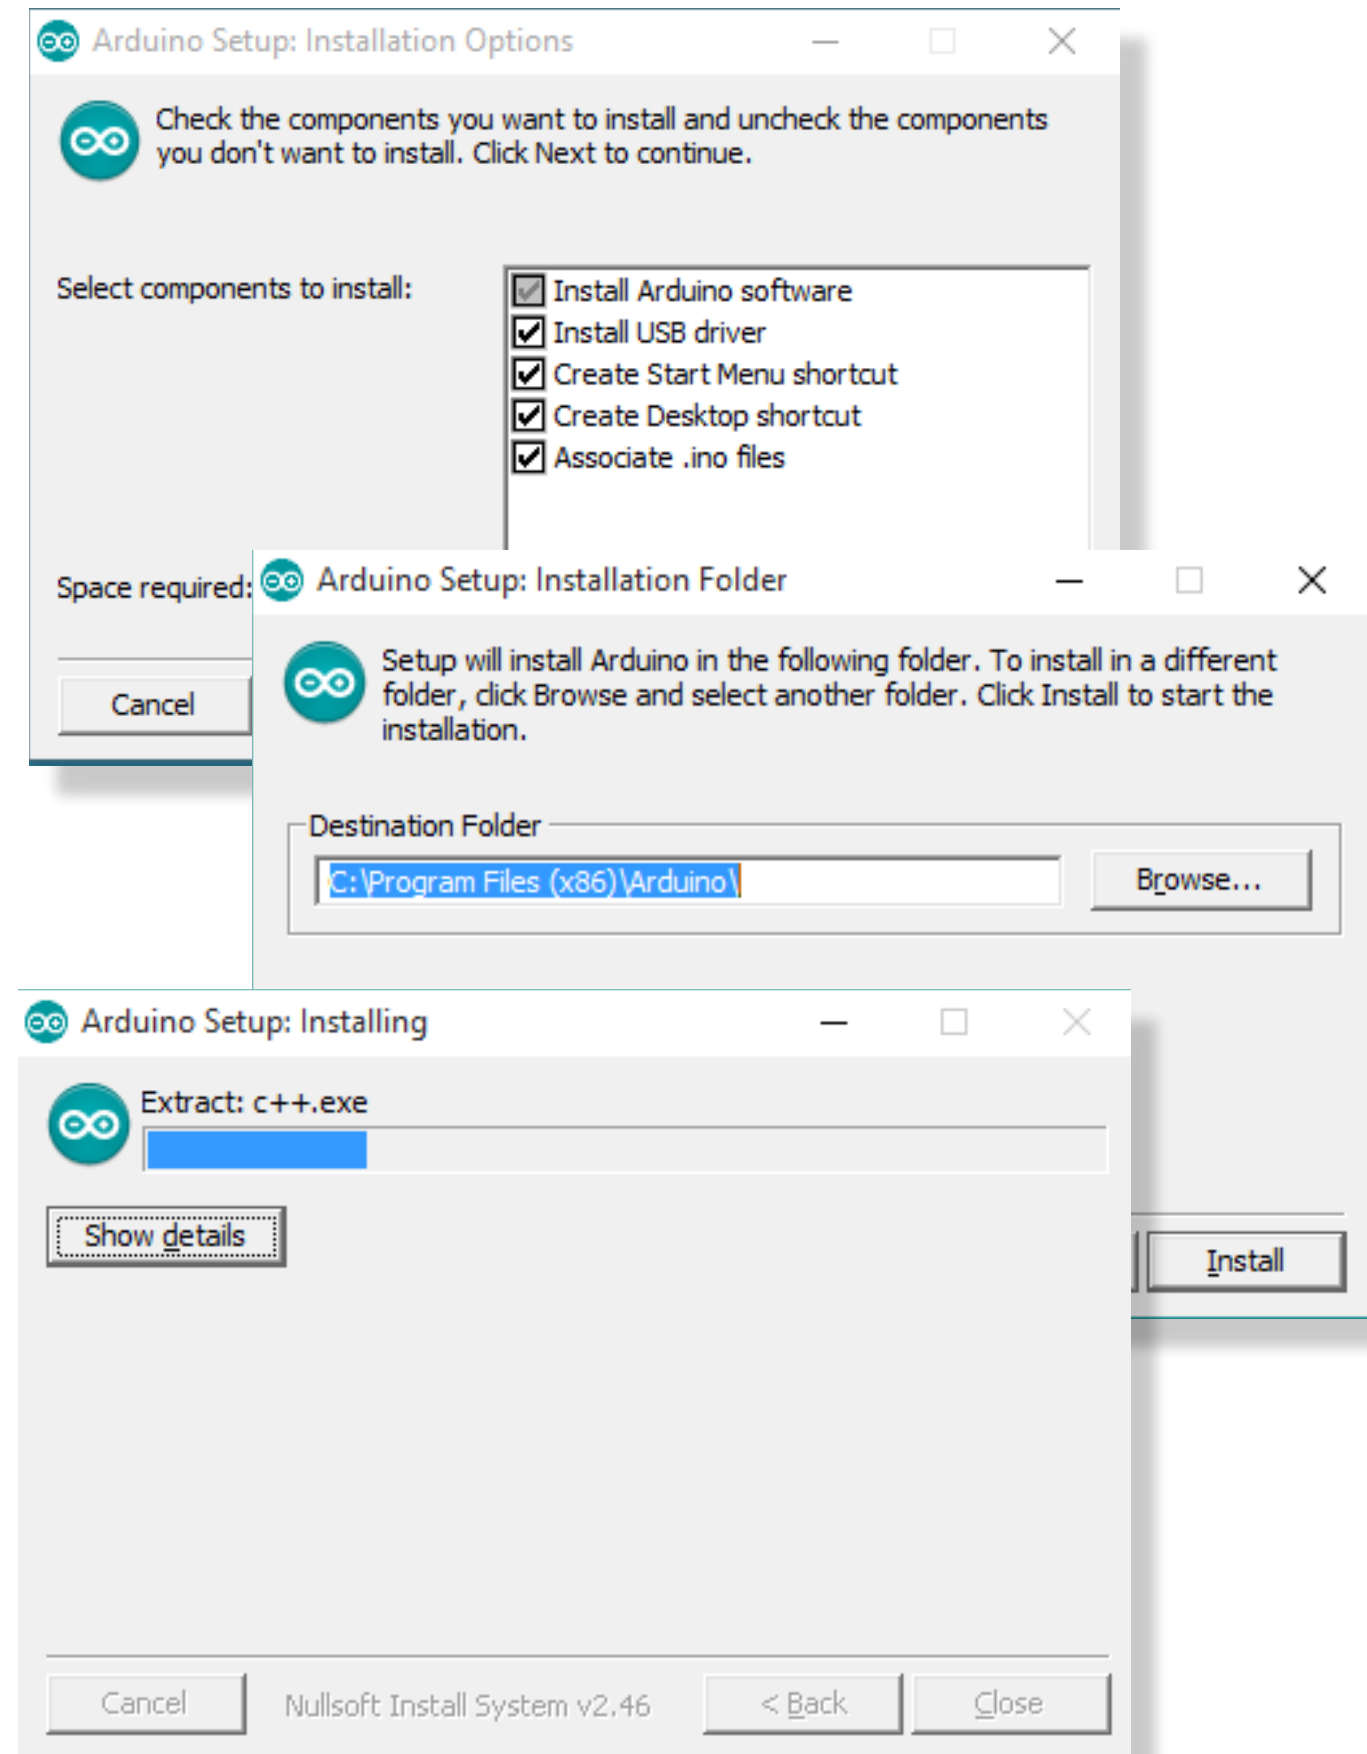 Arduino Setup: Installation Options
Check the components you want to install and uncheck the components
you don't want to install. Click Next to continue.
Select components to install:
Install Arduino software
Install USB driver
Create Start Menu shortcut
Create Desktop shortcut
Associate .ino files
Space required:
Cancel
Arduino Setup: Installation Folder
Setup will install Arduino in the following folder. To install in a different
folder, click Browse and select another folder. Click Install to start the
installation.
Destination Folder
C:\Program Files (x86)\Arduino\
Browse...
Install
Arduino Setup: Installing
Extract: c++.exe
Show details
Cancel
Nullsoft Install System v2.46
< Back
Close